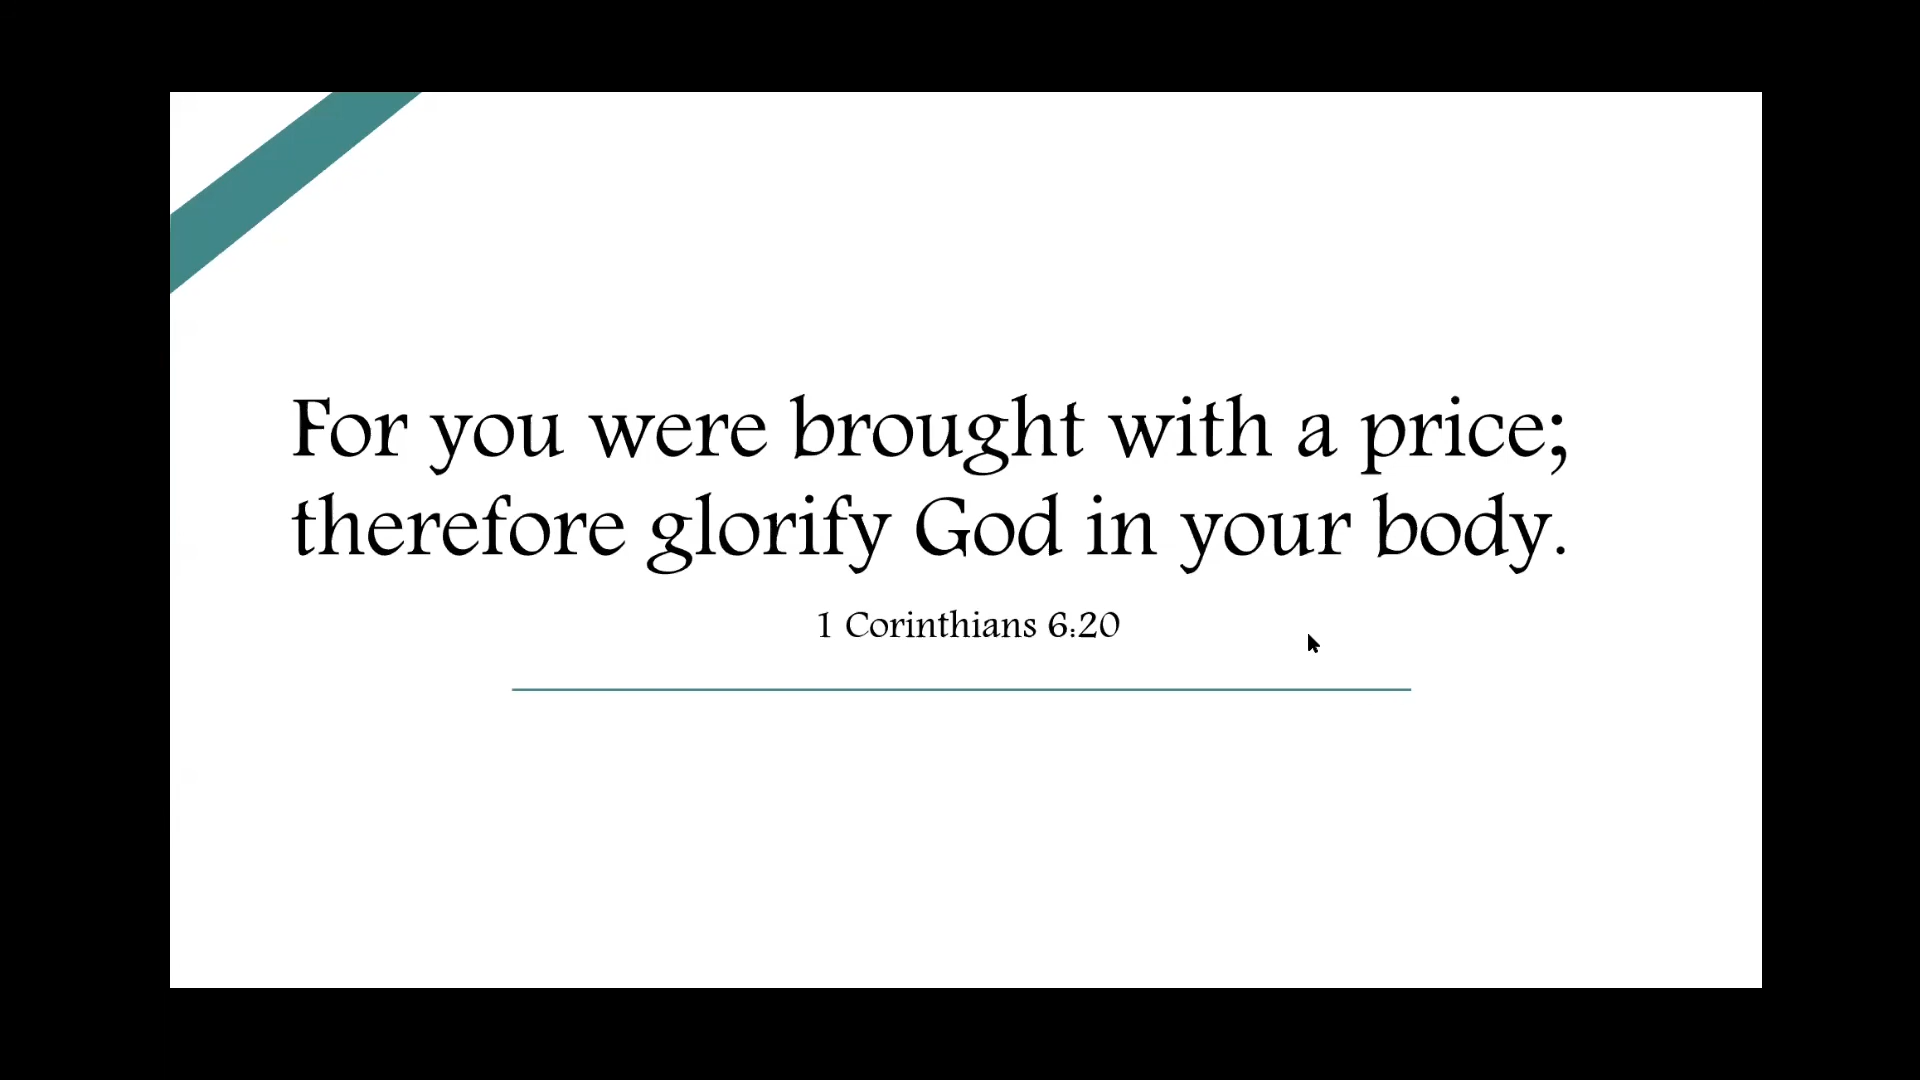 For you were brought with a price;
therefore glorify God in your body.
1 Corinthians 6:20